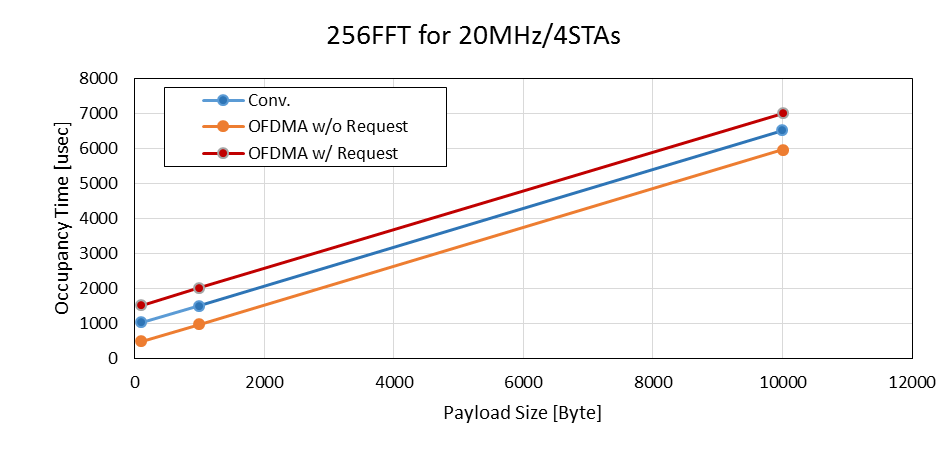 256FFT for 20MHz/4STAs
8000
7000
6000
5000
4000
3000
2000
1000
0
Occupancy Time [usec]
Conv.
OFDMA w/o Request
OFDMA w/ Request
0 2000 4000 6000 8000 10000 12000
Payload Size [Byte]